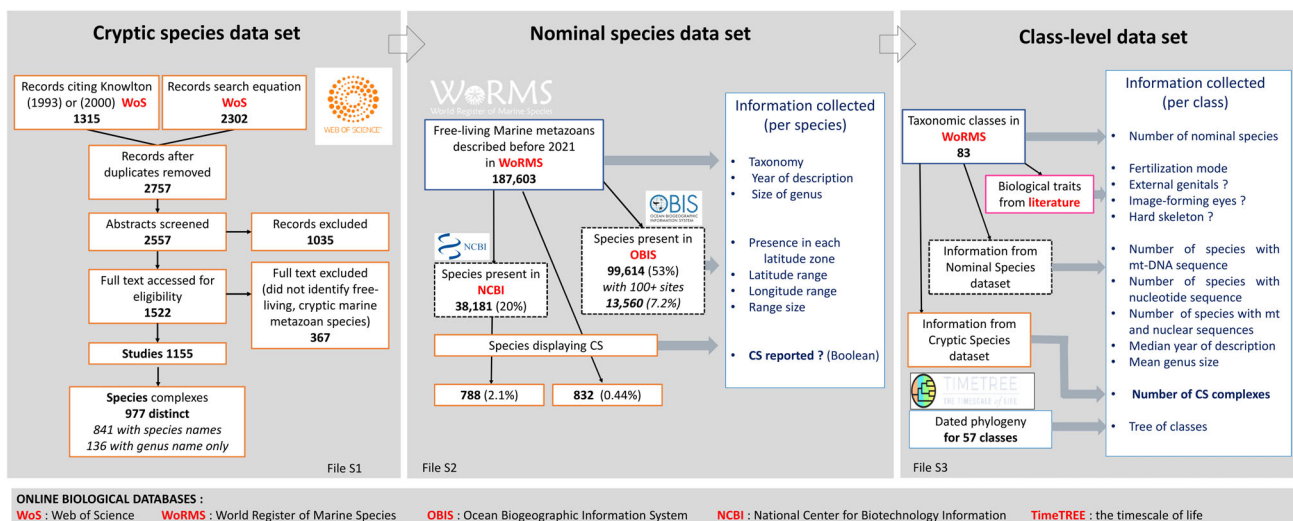 Cryptic species data set
Records citing Knowlton
(1993) or (2000) WoS
1315
Records search equation
WoS
2302
WEB OF SCIENCE™
Records after
duplicates removed
2757
Abstracts screened
2557
Records excluded
1035
Full text accessed for
eligibility
1522
Full text excluded
(did not identify free-
living, cryptic marine
metazoan species)
367
Studies 1155
Species complexes
977 distinct
841 with species names
136 with genus name only
File S1
Nominal species data set
WoRMS
World Register of Marine Species
Free-living Marine metazoans
described before 2021
in WoRMS
187,603
NCBI
OBIS
OCEAN BIOGEOGRAPHIC
INFORMATION SYSTEM
Species present in
NCBI
38,181 (20%)
Species present in
OBIS
99,614 (53%)
with 100+ sites
13,560 (7.2%)
Species displaying CS
788 (2.1%)
832 (0.44%)
Information collected
(per species)
• Taxonomy
• Year of description
• Size of genus
• Presence in each
latitude zone
• Latitude range
• Longitude range
• Range size
• CS reported ? (Boolean)
File S2
Class-level data set
Taxonomic classes in
WoRMS
83
Biological traits
from literature
Information from
Nominal Species
dataset
Information from
Cryptic Species
dataset
TIMETREE
THE TIMESCALE OF LIFE
Dated phylogeny
for 57 classes
Information collected
(per class)
• Number of nominal species
• Fertilization mode
• External genitals ?
• Image-forming eyes ?
• Hard skeleton ?
• Number of species with
mt-DNA sequence
• Number of species with
nucleotide sequence
• Number of species with mt
and nuclear sequences
• Median year of description
• Mean genus size
• Number of CS complexes
• Tree of classes
File S3
ONLINE BIOLOGICAL DATABASES :
WoS : Web of Science WoRMS : World Register of Marine Species OBIS : Ocean Biogeographic Information System NCBI : National Center for Biotechnology Information TimeTREE : the timescale of life